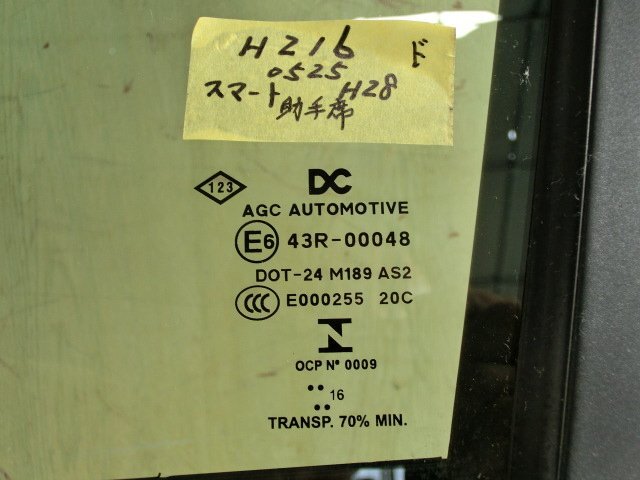 H216 ド
0525
スマート H28
助手席
123 DC
AGC AUTOMOTIVE
E6 43R-00048
DOT-24 M189 AS2
CCC E000255 20C
N
OCP Nº 0009
16
TRANSP. 70% MIN.